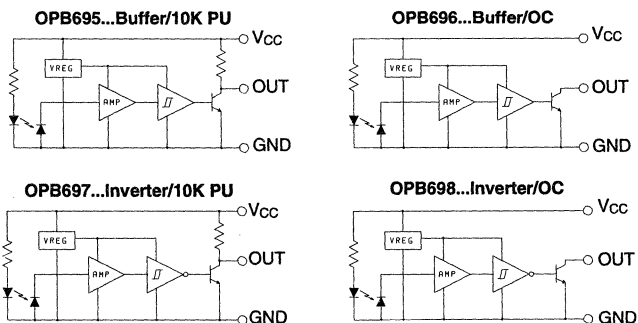 OPB695...Buffer/10K PU
VCC
VREG
AMP
OUT
GND
OPB696...Buffer/OC
VCC
VREG
AMP
OUT
GND
OPB697...Inverter/10K PU
VCC
VREG
AMP
OUT
GND
OPB698...Inverter/OC
VCC
VREG
AMP
OUT
GND